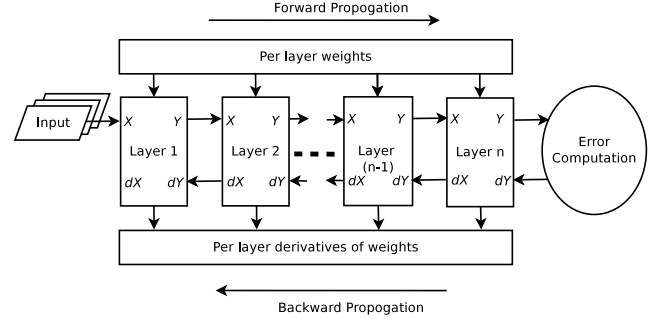 Forward Propogation
Per layer weights
Input
X Y X Y X Y X Y
Layer 1 Layer 2 Layer (n-1) Layer n
Error
Computation
dX dY dX dY dX dY dX dY
Per layer derivatives of weights
Backward Propogation